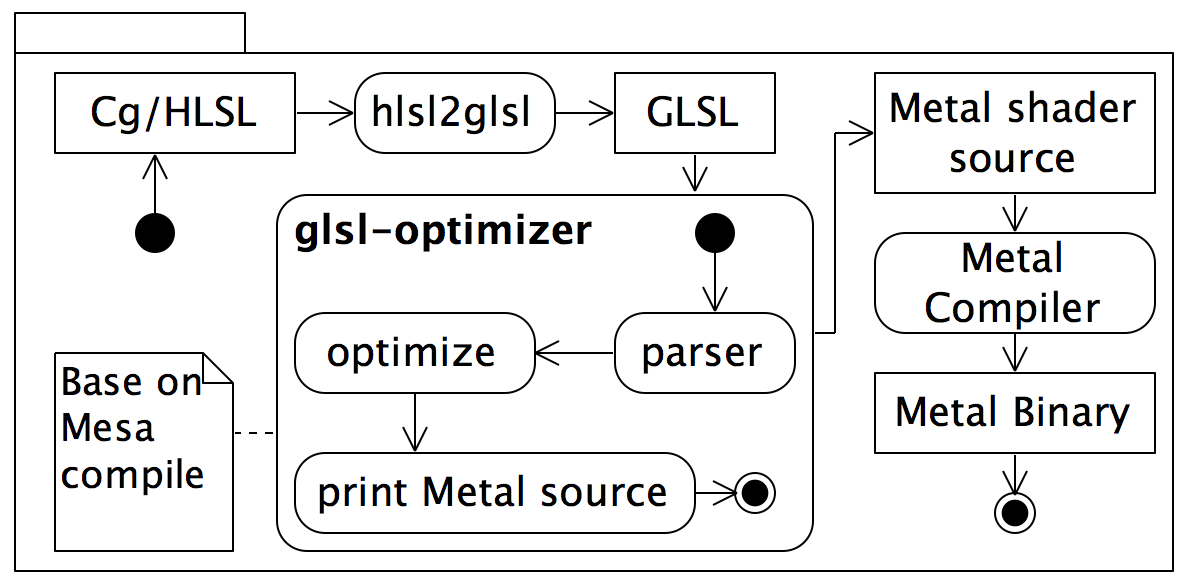 Cg/HLSL
hlsl2glsl
GLSL
glsl-optimizer
parser
optimize
print Metal source
Base on
Mesa
compile
Metal shader
source
Metal
Compiler
Metal Binary